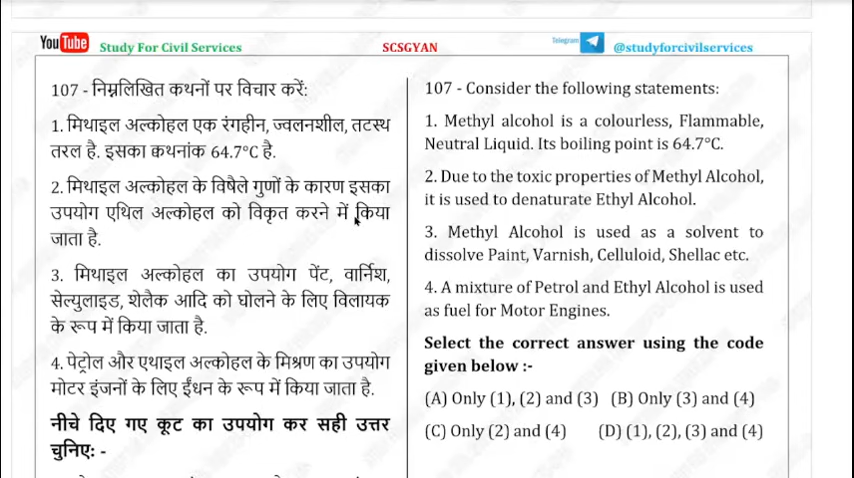 YouTube Study For Civil Services
SCSGYAN
Telegram
@studyforcivilservices
107 - निम्नलिखित कथनों पर विचार करें:
1. मिथाइल अल्कोहल एक रंगहीन, ज्वलनशील, तटस्थ
तरल है. इसका क्वथनांक 64.7°C है.
2. मिथाइल अल्कोहल के विषैले गुणों के कारण इसका
उपयोग एथिल अल्कोहल को विकृत करने में किया
जाता है.
3. मिथाइल अल्कोहल का उपयोग पेंट, वार्निश,
सेल्युलाइड, शेलैक आदि को घोलने के लिए विलायक
के रूप में किया जाता है.
4. पेट्रोल और एथाइल अल्कोहल के मिश्रण का उपयोग
मोटर इंजनों के लिए ईंधन के रूप में किया जाता है.
नीचे दिए गए कूट का उपयोग कर सही उत्तर
चुनिए: -
107 - Consider the following statements:
1. Methyl alcohol is a colourless, Flammable,
Neutral Liquid. Its boiling point is 64.7°C.
2. Due to the toxic properties of Methyl Alcohol,
it is used to denaturate Ethyl Alcohol.
3. Methyl Alcohol is used as a solvent to
dissolve Paint, Varnish, Celluloid, Shellac etc.
4. A mixture of Petrol and Ethyl Alcohol is used
as fuel for Motor Engines.
Select the correct answer using the code
given below :-
(A) Only (1), (2) and (3) (B) Only (3) and (4)
(C) Only (2) and (4) (D) (1), (2), (3) and (4)